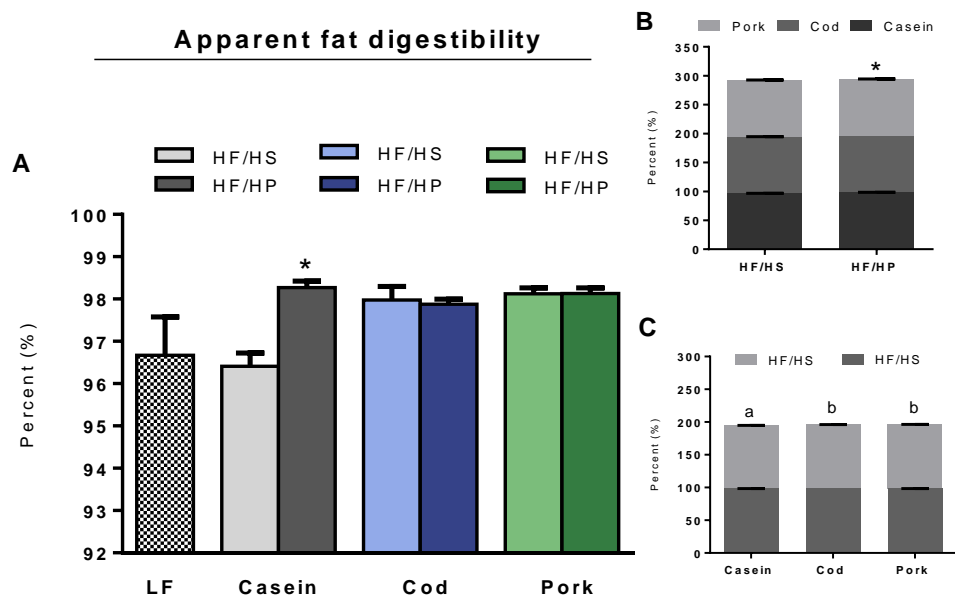 Apparent fat digestibility
A
HF/HS HF/HS HF/HS
HF/HP HF/HP HF/HP
Percent (%)
100
99
98
97
96
95
94
93
92
*
LF Casein Cod Pork
B
Pork Cod Casein
Percent (%)
350
300
250
200
150
100
50
0
*
HF/HS HF/HP
C
HF/HS HF/HS
Percent (%)
300
250
200
150
100
50
0
a b b
Casein Cod Pork